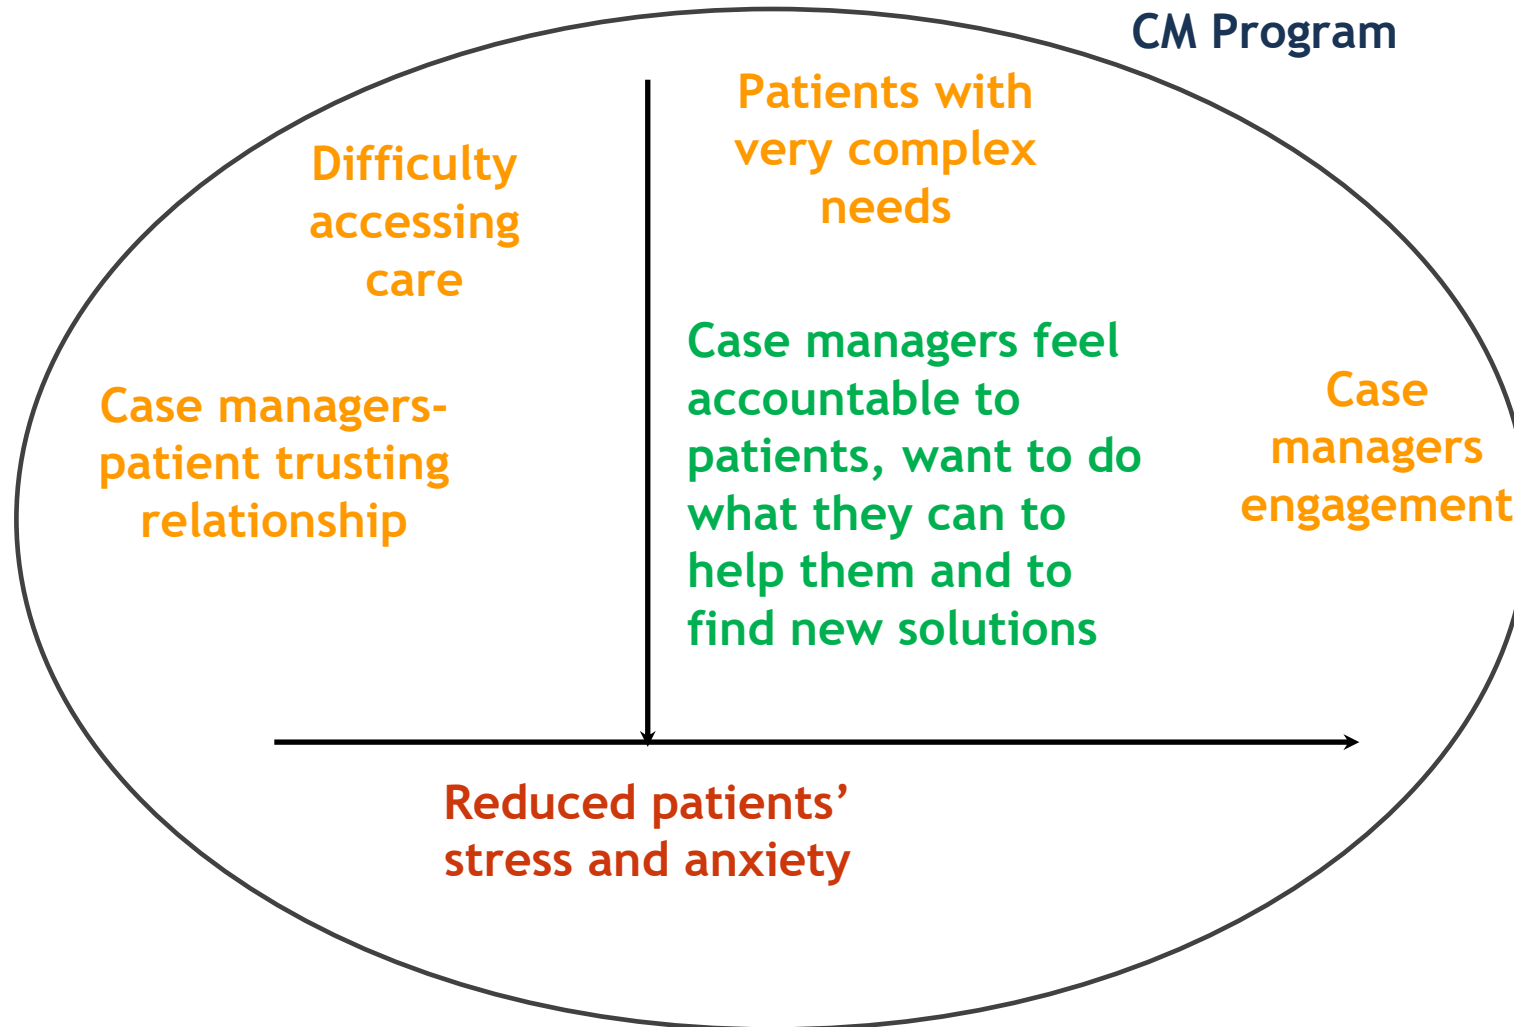 CM Program
Patients with
very complex
needs
Difficulty
accessing
care
Case managers-
patient trusting
relationship
Case managers feel
accountable to
patients, want to do
what they can to
help them and to
find new solutions
Case
managers
engagement
Reduced patients’
stress and anxiety